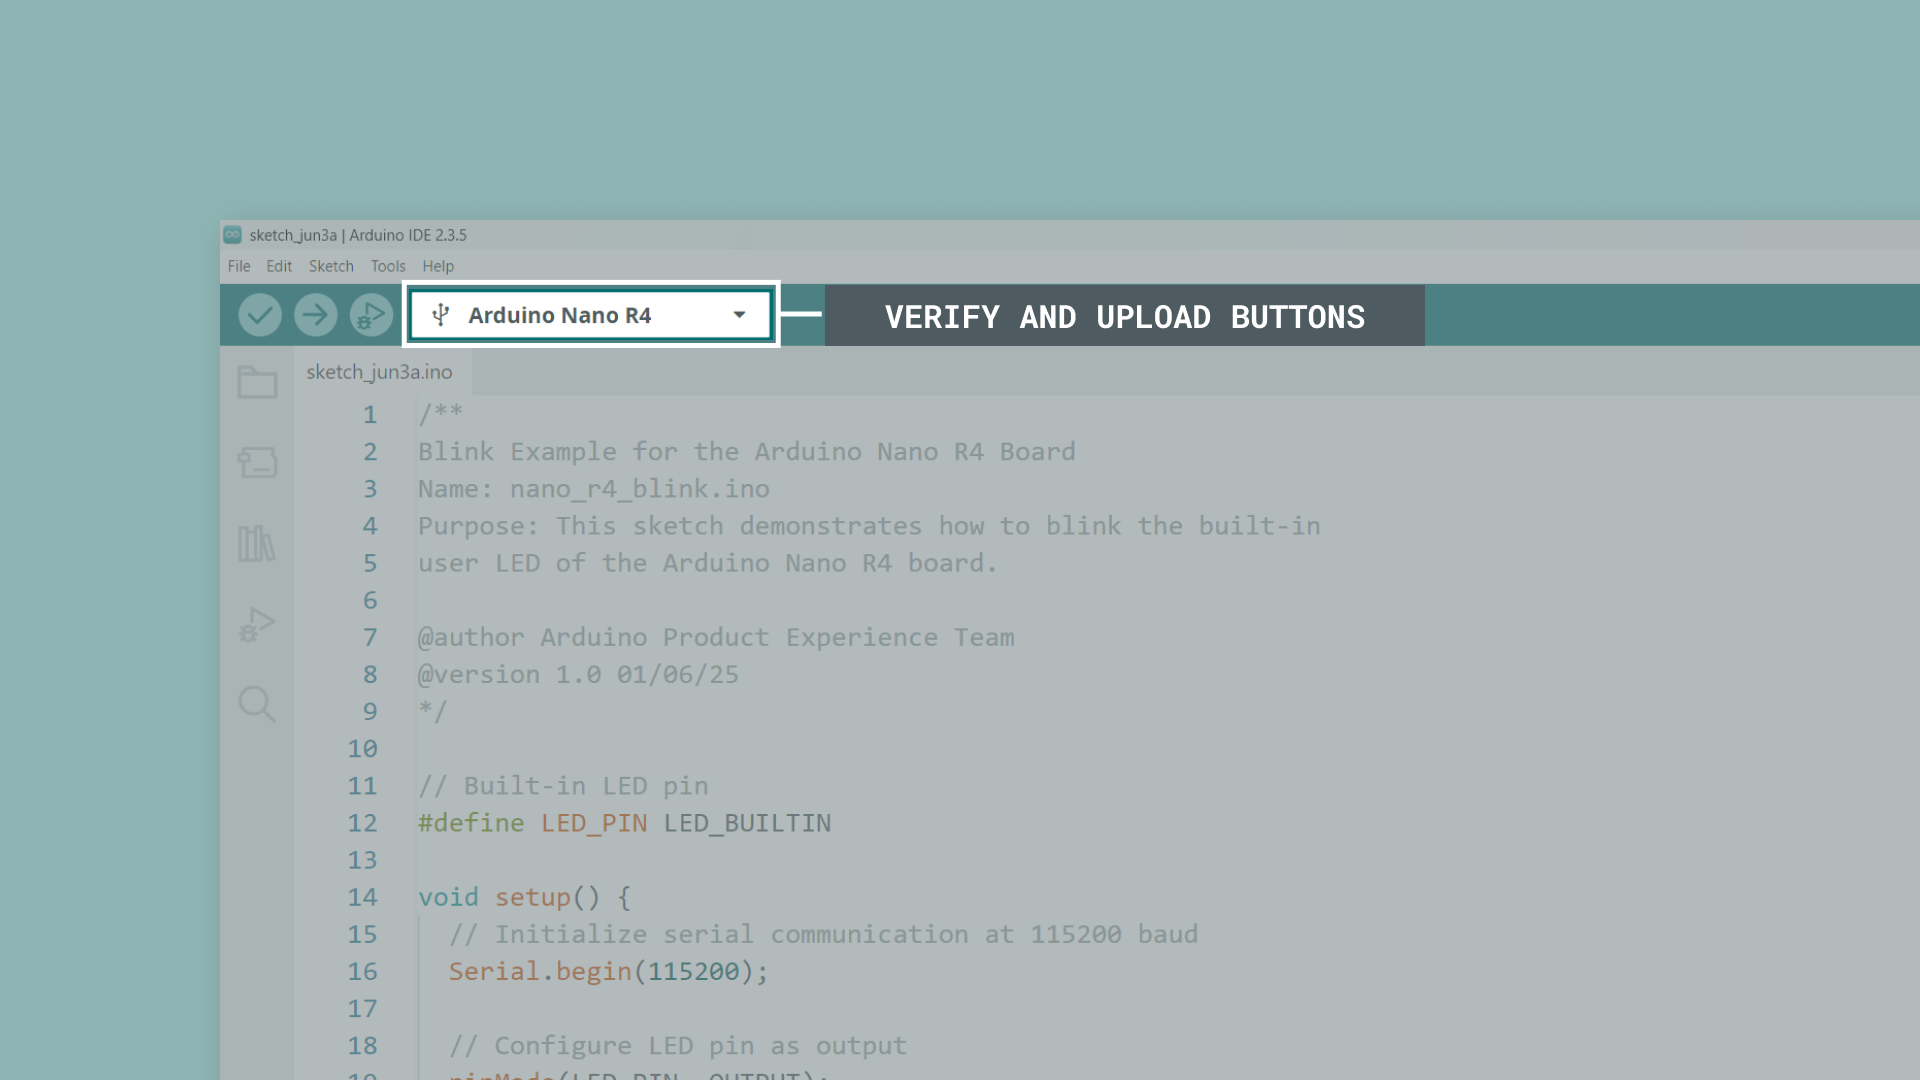 sketch_jun3a | Arduino IDE 2.3.5
File Edit Sketch Tools Help
Arduino Nano R4
VERIFY AND UPLOAD BUTTONS
sketch_jun3a.ino
1 /**
2 Blink Example for the Arduino Nano R4 Board
3 Name: nano_r4_blink.ino
4 Purpose: This sketch demonstrates how to blink the built-in
5 user LED of the Arduino Nano R4 board.
6
7 @author Arduino Product Experience Team
8 @version 1.0 01/06/25
9 */
10
11 // Built-in LED pin
12 #define LED_PIN LED_BUILTIN
13
14 void setup() {
15 // Initialize serial communication at 115200 baud
16 Serial.begin(115200);
17
18 // Configure LED pin as output
19 pinMode(LED_PIN, OUTPUT);